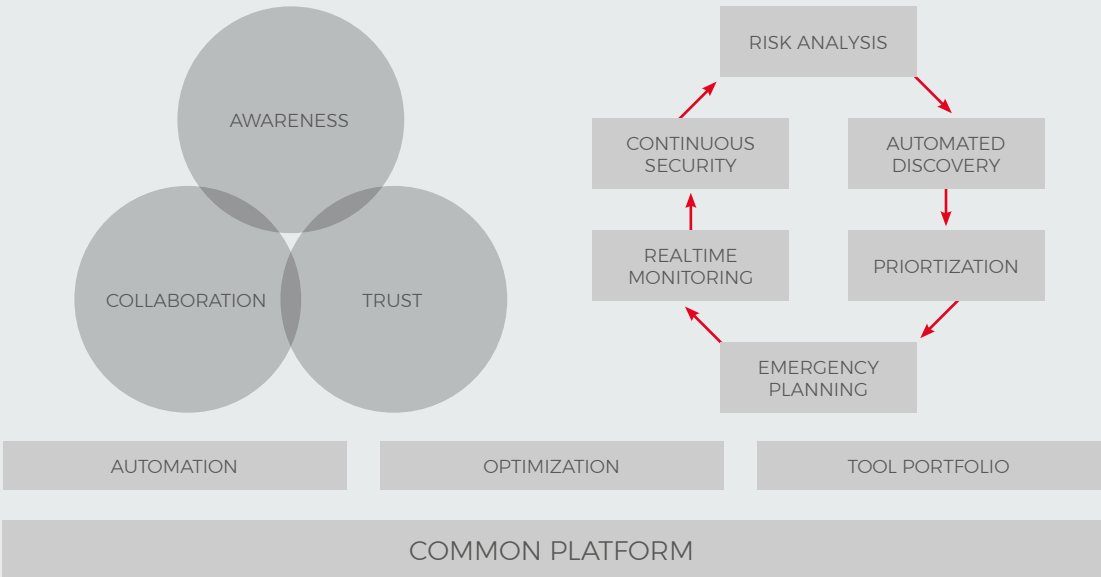 AWARENESS
COLLABORATION
TRUST
RISK ANALYSIS
AUTOMATED
DISCOVERY
PRIORTIZATION
EMERGENCY
PLANNING
REALTIME
MONITORING
CONTINUOUS
SECURITY
AUTOMATION
OPTIMIZATION
TOOL PORTFOLIO
COMMON PLATFORM